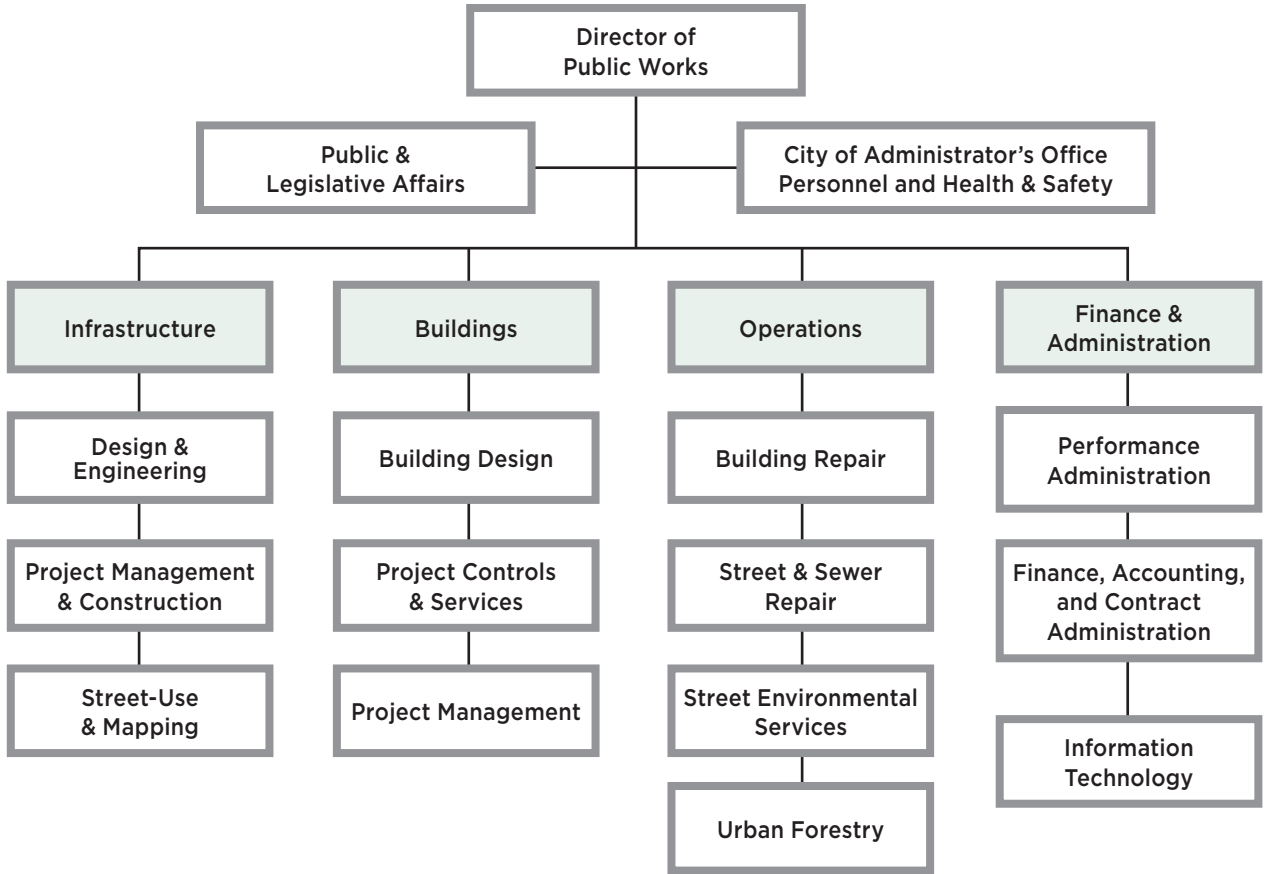 Director of
Public Works
Public &
Legislative Affairs
City of Administrator’s Office
Personnel and Health & Safety
Infrastructure
Buildings
Operations
Finance &
Administration
Design &
Engineering
Building Design
Building Repair
Performance
Administration
Project Management
& Construction
Project Controls
& Services
Street & Sewer
Repair
Finance, Accounting,
and Contract
Administration
Street-Use
& Mapping
Project Management
Street Environmental
Services
Information
Technology
Urban Forestry